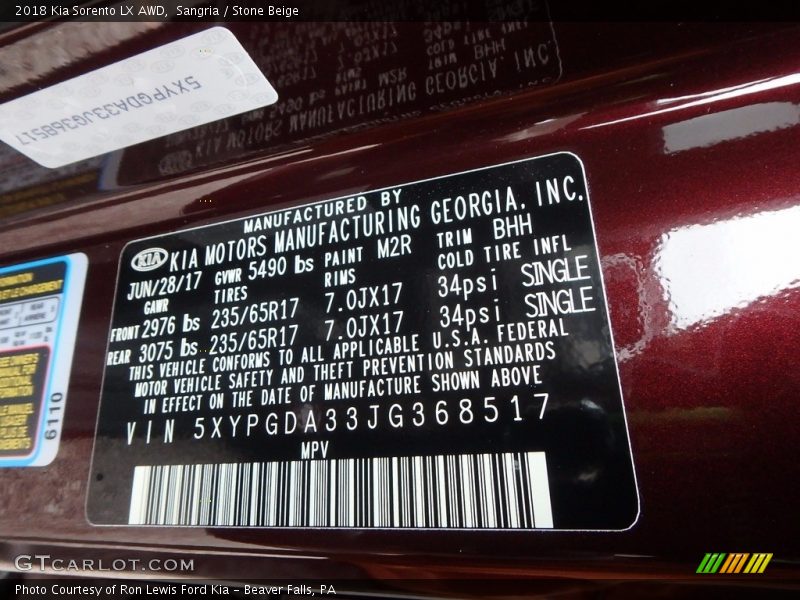 2018 Kia Sorento LX AWD,  Sangria / Stone Beige
5XYPGDA33JG368517
MANUFACTURED BY
KIA KIA MOTORS MANUFACTURING GEORGIA, INC.
JUN/28/17 GVWR 5490 lbs PAINT M2R TRIM BHH
GAWR TIRES RIMS COLD TIRE INFL
FRONT 2976 lbs 235/65R17 7.0JX17 34psi SINGLE
REAR 3075 lbs 235/65R17 7.0JX17 34psi SINGLE
THIS VEHICLE CONFORMS TO ALL APPLICABLE U.S.A. FEDERAL
MOTOR VEHICLE SAFETY AND THEFT PREVENTION STANDARDS
IN EFFECT ON THE DATE OF MANUFACTURE SHOWN ABOVE
VIN 5XYPGDA33JG368517
MPV
6110
GTCARLOT.COM
Photo Courtesy of Ron Lewis Ford Kia - Beaver Falls, PA